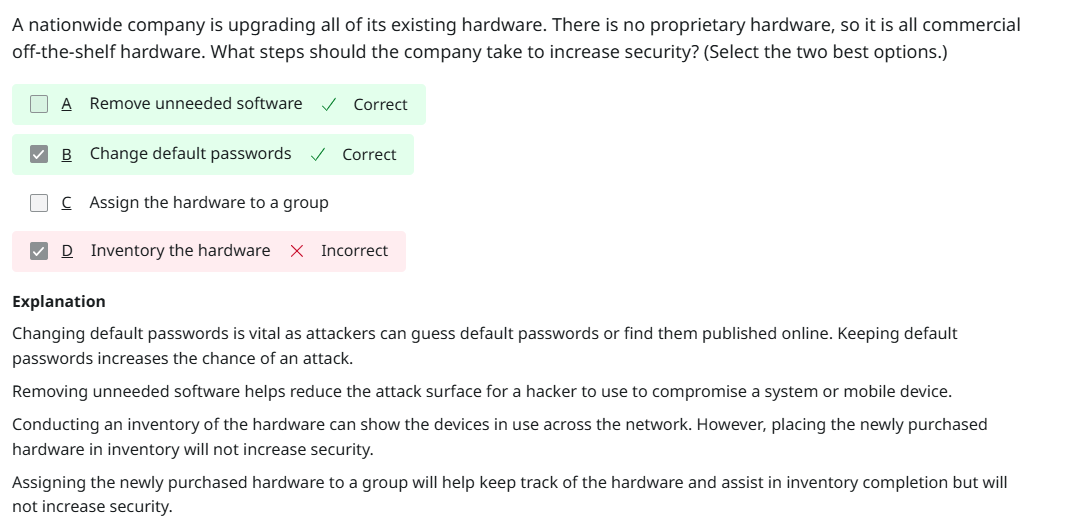 A nationwide company is upgrading all of its existing hardware. There is no proprietary hardware, so it is all commercial
off-the-shelf hardware. What steps should the company take to increase security? (Select the two best options.)
A Remove unneeded software ✓ Correct
B Change default passwords ✓ Correct
C Assign the hardware to a group
D Inventory the hardware ✕ Incorrect
Explanation
Changing default passwords is vital as attackers can guess default passwords or find them published online. Keeping default
passwords increases the chance of an attack.
Removing unneeded software helps reduce the attack surface for a hacker to use to compromise a system or mobile device.
Conducting an inventory of the hardware can show the devices in use across the network. However, placing the newly purchased
hardware in inventory will not increase security.
Assigning the newly purchased hardware to a group will help keep track of the hardware and assist in inventory completion but will
not increase security.